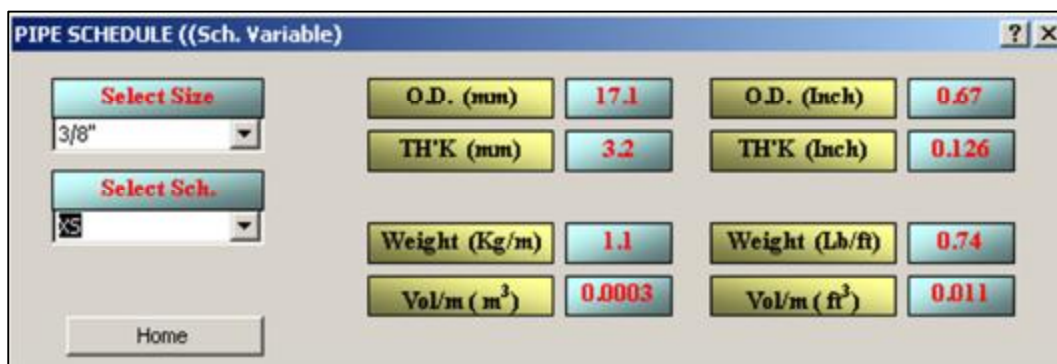 PIPE SCHEDULE ((Sch. Variable)
Select Size
3/8"
Select Sch.
XS
Home
O.D. (mm) 17.1 O.D. (Inch) 0.67
TH'K (mm) 3.2 TH'K (Inch) 0.126
Weight (Kg/m) 1.1 Weight (Lb/ft) 0.74
Vol/m ( m³) 0.0003 Vol/m ( ft³) 0.011